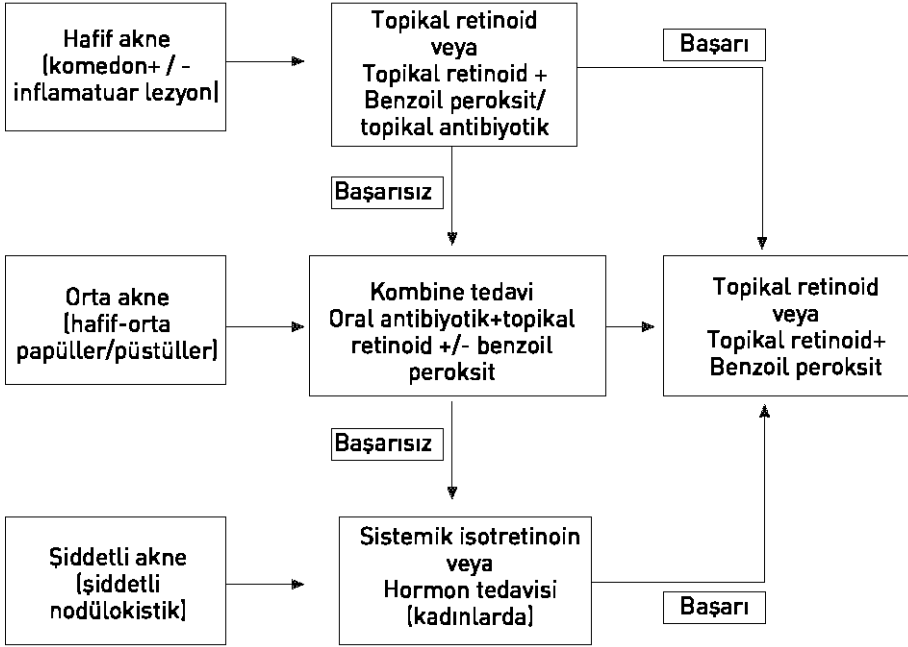 Hafif akne
(komedon+ / -
inflamatuar lezyon)
Topikal retinoid
veya
Topikal retinoid +
Benzoil peroksit/
topikal antibiyotik
Başarı
Başarısız
Orta akne
(hafif-orta
papüller/püstüller)
Kombine tedavi
Oral antibiyotik+topikal
retinoid +/- benzoil
peroksit
Topikal retinoid
veya
Topikal retinoid+
Benzoil peroksit
Başarısız
Şiddetli akne
(şiddetli
nodülokistik)
Sistemik isotretinoin
veya
Hormon tedavisi
(kadınlarda)
Başarı